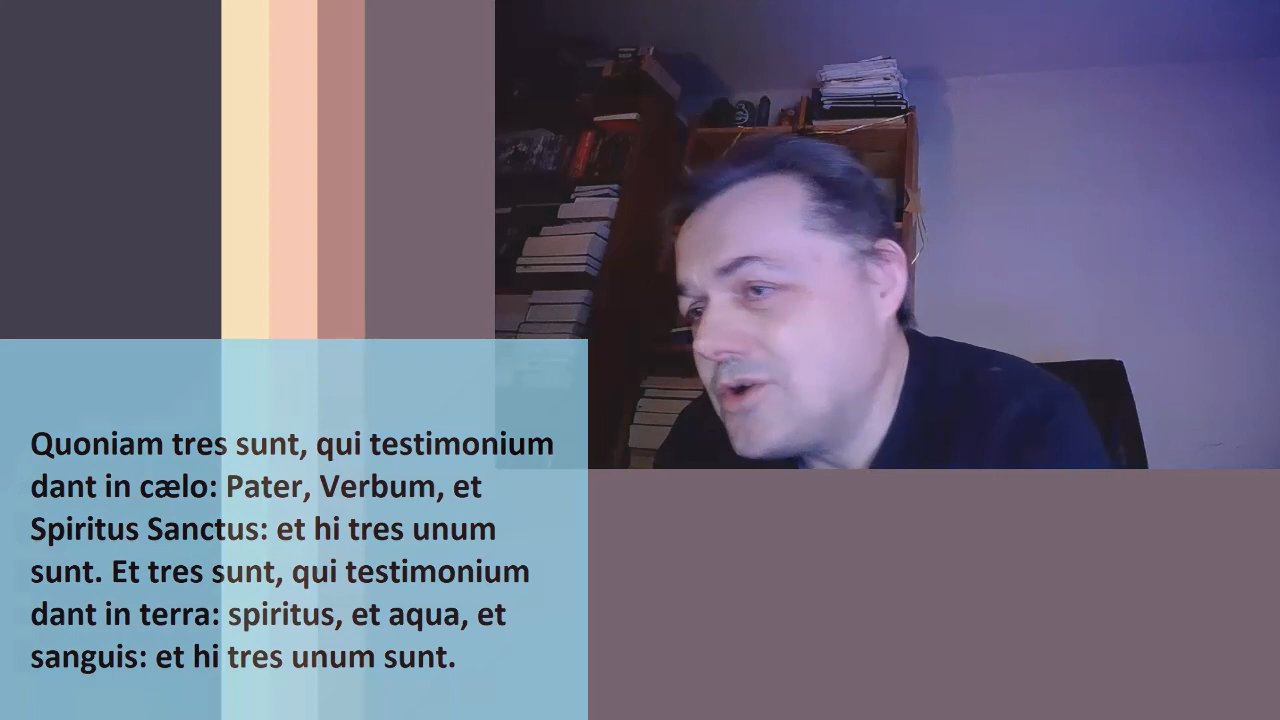 Quoniam tres sunt, qui testimonium
dant in cælo: Pater, Verbum, et
Spiritus Sanctus: et hi tres unum
sunt. Et tres sunt, qui testimonium
dant in terra: spiritus, et aqua, et
sanguis: et hi tres unum sunt.